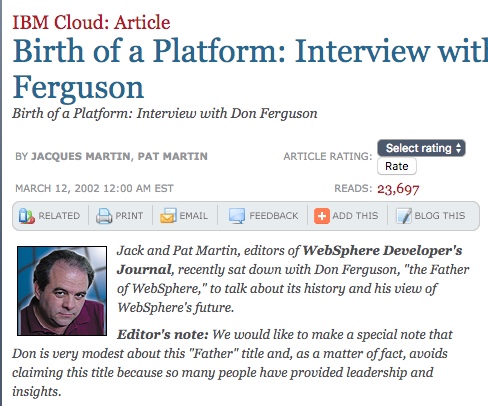 IBM Cloud: Article
Birth of a Platform: Interview with
Ferguson
Birth of a Platform: Interview with Don Ferguson
BY JACQUES MARTIN, PAT MARTIN
ARTICLE RATING:
Select rating
Rate
MARCH 12, 2002 12:00 AM EST
READS: 23,697
RELATED PRINT EMAIL FEEDBACK ADD THIS BLOG THIS
Jack and Pat Martin, editors of WebSphere Developer's
Journal, recently sat down with Don Ferguson, "the Father
of WebSphere," to talk about its history and his view of
WebSphere's future.
Editor's note: We would like to make a special note that
Don is very modest about this "Father" title and, as a matter of fact, avoids
claiming this title because so many people have provided leadership and
insights.